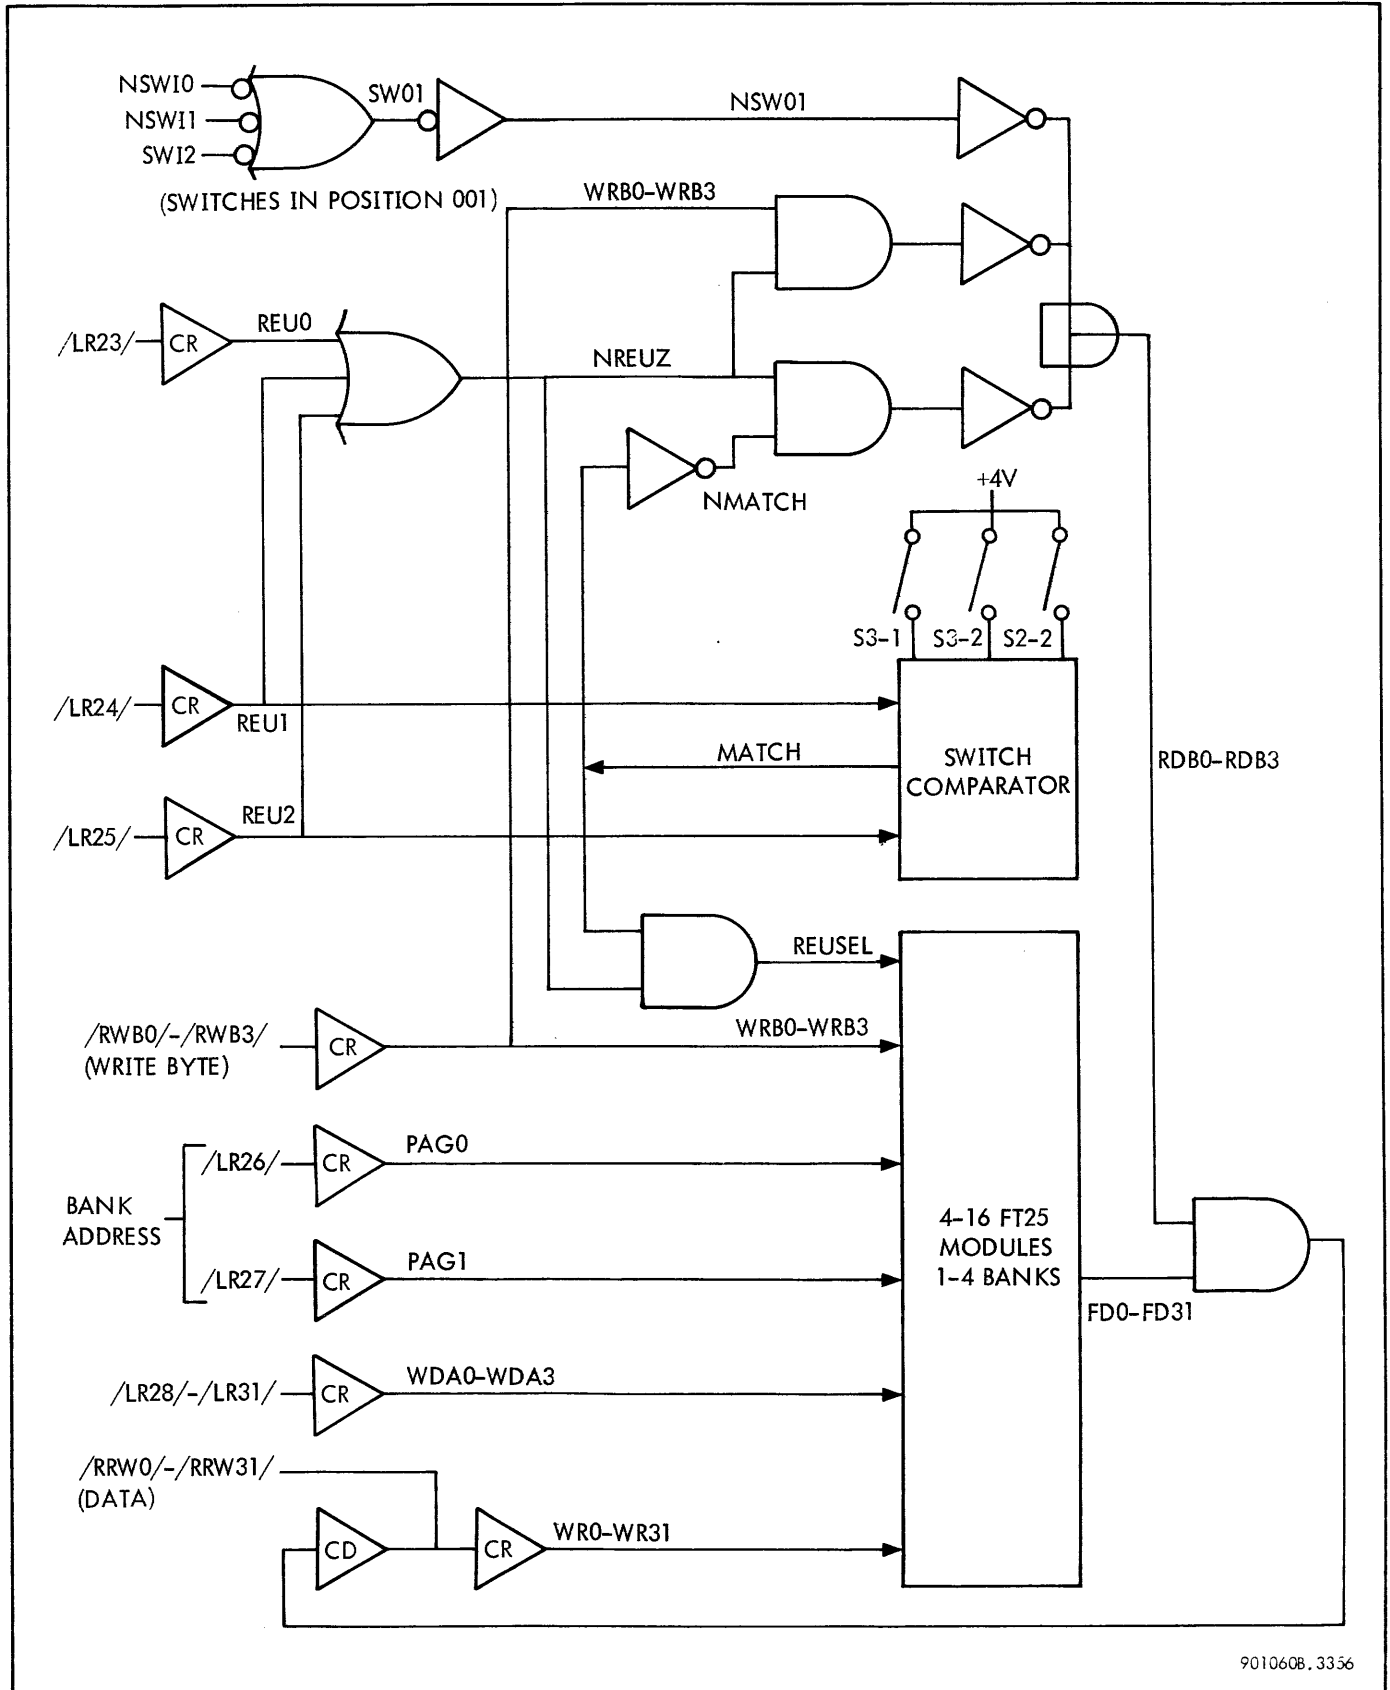 NSWI0
NSWI1
SWI2
SW01
NSW01
(SWITCHES IN POSITION 001)
WRB0-WRB3
/LR23/
CR
REU0
NREUZ
NMATCH
+4V
S3-1
S3-2
S2-2
/LR24/
CR
REU1
MATCH
SWITCH
COMPARATOR
RDB0-RDB3
/LR25/
CR
REU2
REUSEL
/RWB0/-/RWB3/
(WRITE BYTE)
CR
WRB0-WRB3
BANK
ADDRESS
/LR26/
CR
PAG0
/LR27/
CR
PAG1
4-16 FT25
MODULES
1-4 BANKS
FD0-FD31
/LR28/-/LR31/
CR
WDA0-WDA3
/RRW0/-/RRW31/
(DATA)
CD
CR
WR0-WR31
901060B.3356